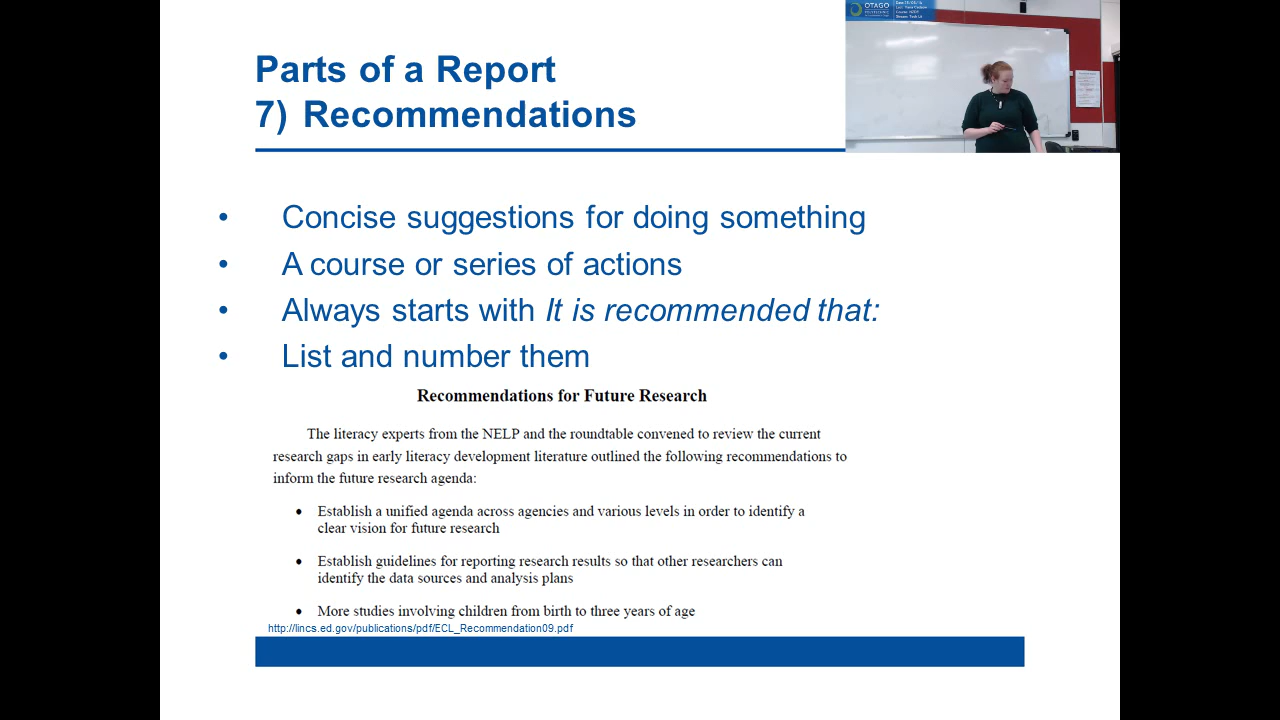 Parts of a Report
7) Recommendations
• Concise suggestions for doing something
• A course or series of actions
• Always starts with It is recommended that:
• List and number them
Recommendations for Future Research
The literacy experts from the NELP and the roundtable convened to review the current
research gaps in early literacy development literature outlined the following recommendations to
inform the future research agenda:
• Establish a unified agenda across agencies and various levels in order to identify a
clear vision for future research
• Establish guidelines for reporting research results so that other researchers can
identify the data sources and analysis plans
• More studies involving children from birth to three years of age
http://lincs.ed.gov/publications/pdf/ECL_Recommendation09.pdf
OTAGO